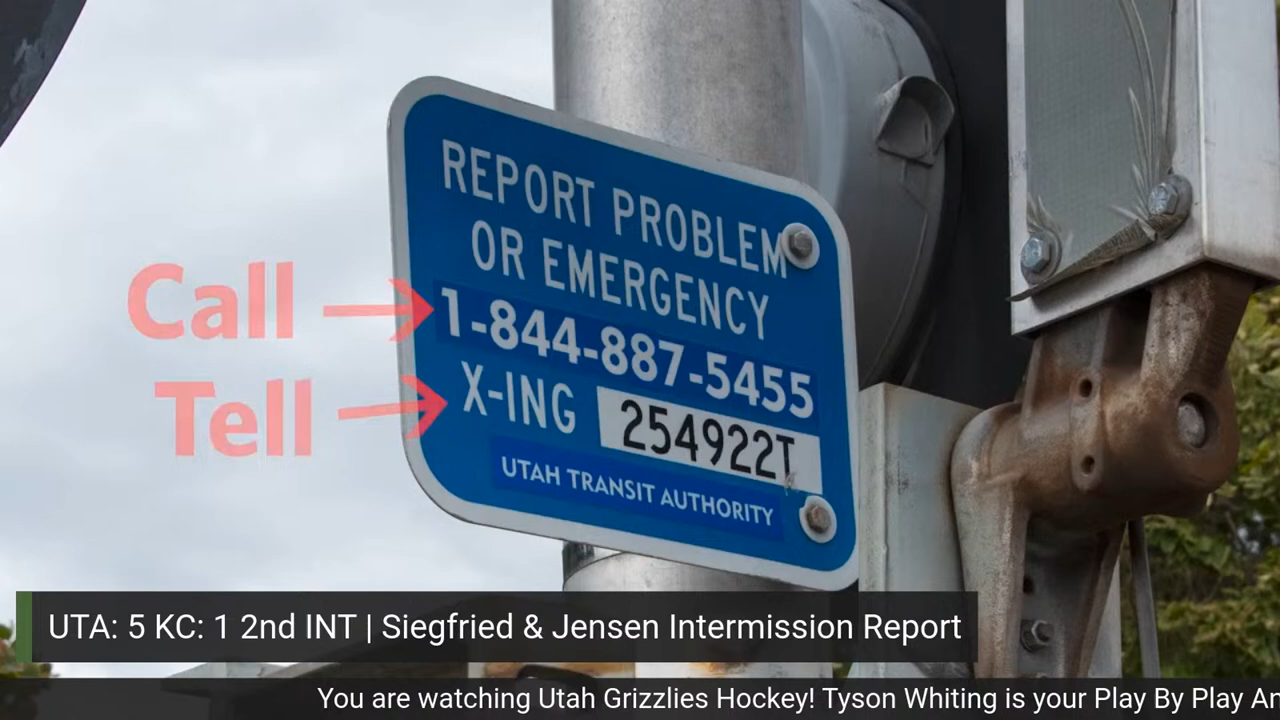 REPORT PROBLEM
OR EMERGENCY
Call
1-844-887-5455
Tell
X-ING 254922T
UTAH TRANSIT AUTHORITY
UTA: 5 KC: 1 2nd INT | Siegfried & Jensen Intermission Report
You are watching Utah Grizzlies Hockey! Tyson Whiting is your Play By Play An